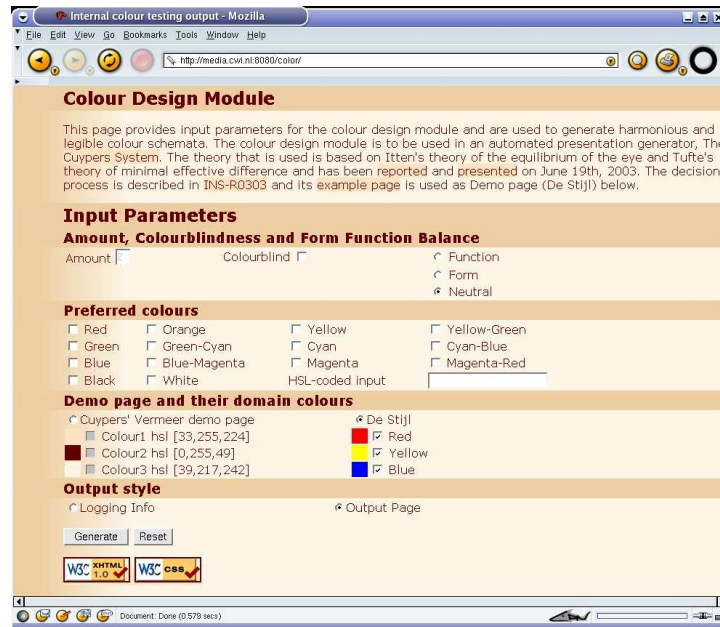 Internal colour testing output - Mozilla
File Edit View Go Bookmarks Tools Window Help
http://media.cwi.nl:8080/color/
Colour Design Module
This page provides input parameters for the colour design module and are used to generate harmonious and
legible colour schemata. The colour design module is to be used in an automated presentation generator, The
Cuypers System. The theory that is used is based on Itten's theory of the equilibrium of the eye and Tufte's
theory of minimal effective difference and has been reported and presented on June 19th, 2003. The decision
process is described in INS-R0303 and its example page is used as Demo page (De Stijl) below.
Input Parameters
Amount, Colourblindness and Form Function Balance
Amount 2 Colourblind Function
Form
Neutral
Preferred colours
Red Orange Yellow Yellow-Green
Green Green-Cyan Cyan Cyan-Blue
Blue Blue-Magenta Magenta Magenta-Red
Black White HSL-coded input
Demo page and their domain colours
Cuypers' Vermeer demo page De Stijl
Colour1 hsl [33,255,224] Red
Colour2 hsl [0,255,49] Yellow
Colour3 hsl [39,217,242] Blue
Output style
Logging Info Output Page
Generate Reset
W3C XHTML 1.0 W3C css
Document: Done (0.579 secs)